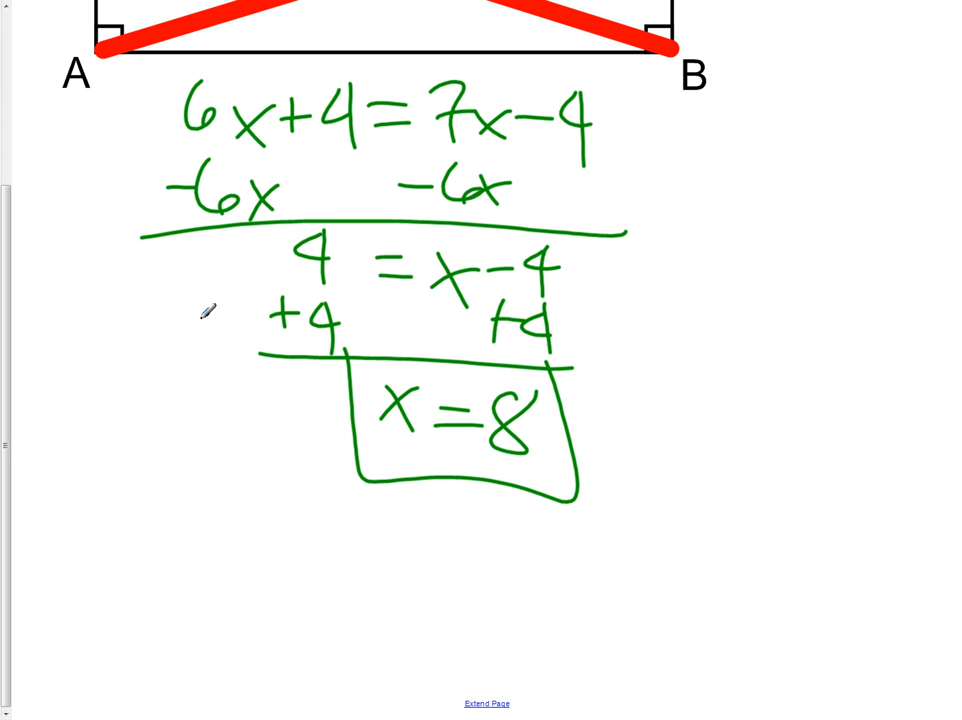 A B
6x+4=7x-4
-6x -6x
4 = x-4
+4 +4
x=8
Extend Page